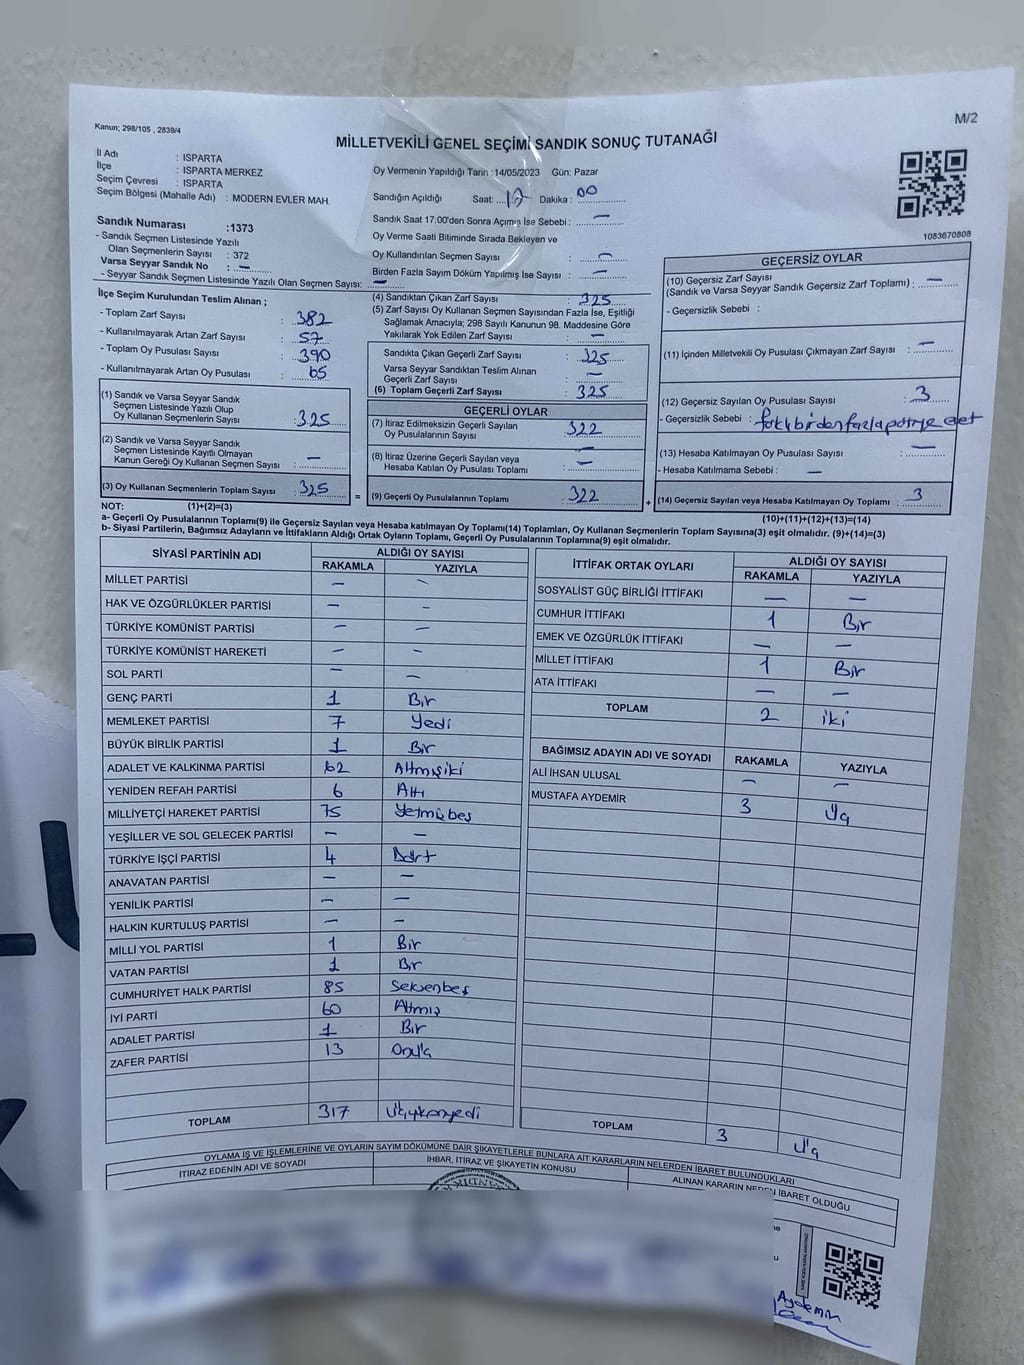 Kanun; 298/105 , 2839/4
M/2
MİLLETVEKİLİ GENEL SEÇİMİ SANDIK SONUÇ TUTANAĞI
İl Adı : ISPARTA
İlçe : ISPARTA MERKEZ
Seçim Çevresi : ISPARTA
Seçim Bölgesi (Mahalle Adı) : MODERN EVLER MAH.
Oy Vermenin Yapıldığı Tarih :14/05/2023 Gün: Pazar
Sandığın Açıldığı Saat: 17 Dakika : 00
Sandık Saat 17:00'den Sonra Açımış İse Sebebi : —
Oy Verme Saati Bitiminde Sırada Bekleyen ve
Oy Kullandırılan Seçmen Sayısı : —
Birden Fazla Sayım Döküm Yapılmış İse Sayısı : —
1083670808
Sandık Numarası :1373
- Sandık Seçmen Listesinde Yazılı
Olan Seçmenlerin Sayısı : 372
Varsa Seyyar Sandık No : —
- Seyyar Sandık Seçmen Listesinde Yazılı Olan Seçmen Sayısı: —
İlçe Seçim Kurulundan Teslim Alınan ;
- Toplam Zarf Sayısı : 382
- Kullanılmayarak Artan Zarf Sayısı : 57
- Toplam Oy Pusulası Sayısı : 390
- Kullanılmayarak Artan Oy Pusulası : 65
(1) Sandık ve Varsa Seyyar Sandık
Seçmen Listesinde Yazılı Olup
Oy Kullanan Seçmenlerin Sayısı : 325
(2) Sandık ve Varsa Seyyar Sandık
Seçmen Listesinde Kayıtlı Olmayan
Kanun Gereği Oy Kullanan Seçmen Sayısı : —
(3) Oy Kullanan Seçmenlerin Toplam Sayısı : 325
(4) Sandıktan Çıkan Zarf Sayısı : 325
(5) Zarf Sayısı Oy Kullanan Seçmen Sayısından Fazla İse, Eşitliği
Sağlamak Amacıyla; 298 Sayılı Kanunun 98. Maddesine Göre
Yakılarak Yok Edilen Zarf Sayısı : —
Sandıkta Çıkan Geçerli Zarf Sayısı : 325
Varsa Seyyar Sandıktan Teslim Alınan
Geçerli Zarf Sayısı : —
(6) Toplam Geçerli Zarf Sayısı : 325
GEÇERLİ OYLAR
(7) İtiraz Edilmeksizin Geçerli Sayılan
Oy Pusulalarının Sayısı : 322
(8) İtiraz Üzerine Geçerli Sayılan veya
Hesaba Katılan Oy Pusulası Toplamı : —
= (9) Geçerli Oy Pusulalarının Toplamı : 322
GEÇERSİZ OYLAR
(10) Geçersiz Zarf Sayısı
(Sandık ve Varsa Seyyar Sandık Geçersiz Zarf Toplamı) : —
- Geçersizlik Sebebi :
(11) İçinden Milletvekili Oy Pusulası Çıkmayan Zarf Sayısı : —
(12) Geçersiz Sayılan Oy Pusulası Sayısı : 3
- Geçersizlik Sebebi : birden fazla partiye evet
(13) Hesaba Katılmayan Oy Pusulası Sayısı : —
- Hesaba Katılmama Sebebi : —
+ (14) Geçersiz Sayılan veya Hesaba Katılmayan Oy Toplamı : 3
NOT: (1)+(2)=(3)
(10)+(11)+(12)+(13)=(14)
a- Geçerli Oy Pusulalarının Toplamı(9) ile Geçersiz Sayılan veya Hesaba katılmayan Oy Toplamı(14) Toplamları, Oy Kullanan Seçmenlerin Toplam Sayısına(3) eşit olmalıdır. (9)+(14)=(3)
b- Siyasi Partilerin, Bağımsız Adayların ve İttifakların Aldığı Ortak Oyların Toplamı, Geçerli Oy Pusulalarının Toplamına(9) eşit olmalıdır.
SİYASİ PARTİNİN ADI ALDIĞI OY SAYISI
RAKAMLA YAZIYLA
MİLLET PARTİSİ — —
HAK VE ÖZGÜRLÜKLER PARTİSİ — —
TÜRKİYE KOMÜNİST PARTİSİ — —
TÜRKİYE KOMÜNİST HAREKETİ — —
SOL PARTİ — —
GENÇ PARTİ 1 Bir
MEMLEKET PARTİSİ 7 Yedi
BÜYÜK BİRLİK PARTİSİ 1 Bir
ADALET VE KALKINMA PARTİSİ 62 Altmışiki
YENİDEN REFAH PARTİSİ 6 Altı
MİLLİYETÇİ HAREKET PARTİSİ 75 Yetmişbeş
YEŞİLLER VE SOL GELECEK PARTİSİ — —
TÜRKİYE İŞÇİ PARTİSİ 4 Dört
ANAVATAN PARTİSİ — —
YENİLİK PARTİSİ — —
HALKIN KURTULUŞ PARTİSİ — —
MİLLİ YOL PARTİSİ 1 Bir
VATAN PARTİSİ 1 Bir
CUMHURİYET HALK PARTİSİ 85 Seksenbeş
İYİ PARTİ 60 Altmış
ADALET PARTİSİ 1 Bir
ZAFER PARTİSİ 13 Onüç
TOPLAM 317 Üçyüzonyedi
İTTİFAK ORTAK OYLARI ALDIĞI OY SAYISI
RAKAMLA YAZIYLA
SOSYALİST GÜÇ BİRLİĞİ İTTİFAKI — —
CUMHUR İTTİFAKI 1 Bir
EMEK VE ÖZGÜRLÜK İTTİFAKI — —
MİLLET İTTİFAKI 1 Bir
ATA İTTİFAKI — —
TOPLAM 2 iki
BAĞIMSIZ ADAYIN ADI VE SOYADI RAKAMLA YAZIYLA
ALİ İHSAN ULUSAL — —
MUSTAFA AYDEMİR 3 Üç
TOPLAM 3 Üç
OYLAMA İŞ VE İŞLEMLERİNE VE OYLARIN SAYIM DÖKÜMÜNE DAİR ŞİKAYETLERLE BUNLARA AİT KARARLARIN NELERDEN İBARET BULUNDUKLARI
İTİRAZ EDENİN ADI VE SOYADI
İHBAR, İTİRAZ VE ŞİKAYETİN KONUSU
ALINAN KARARIN NEDEN İBARET OLDUĞU
Aydemir